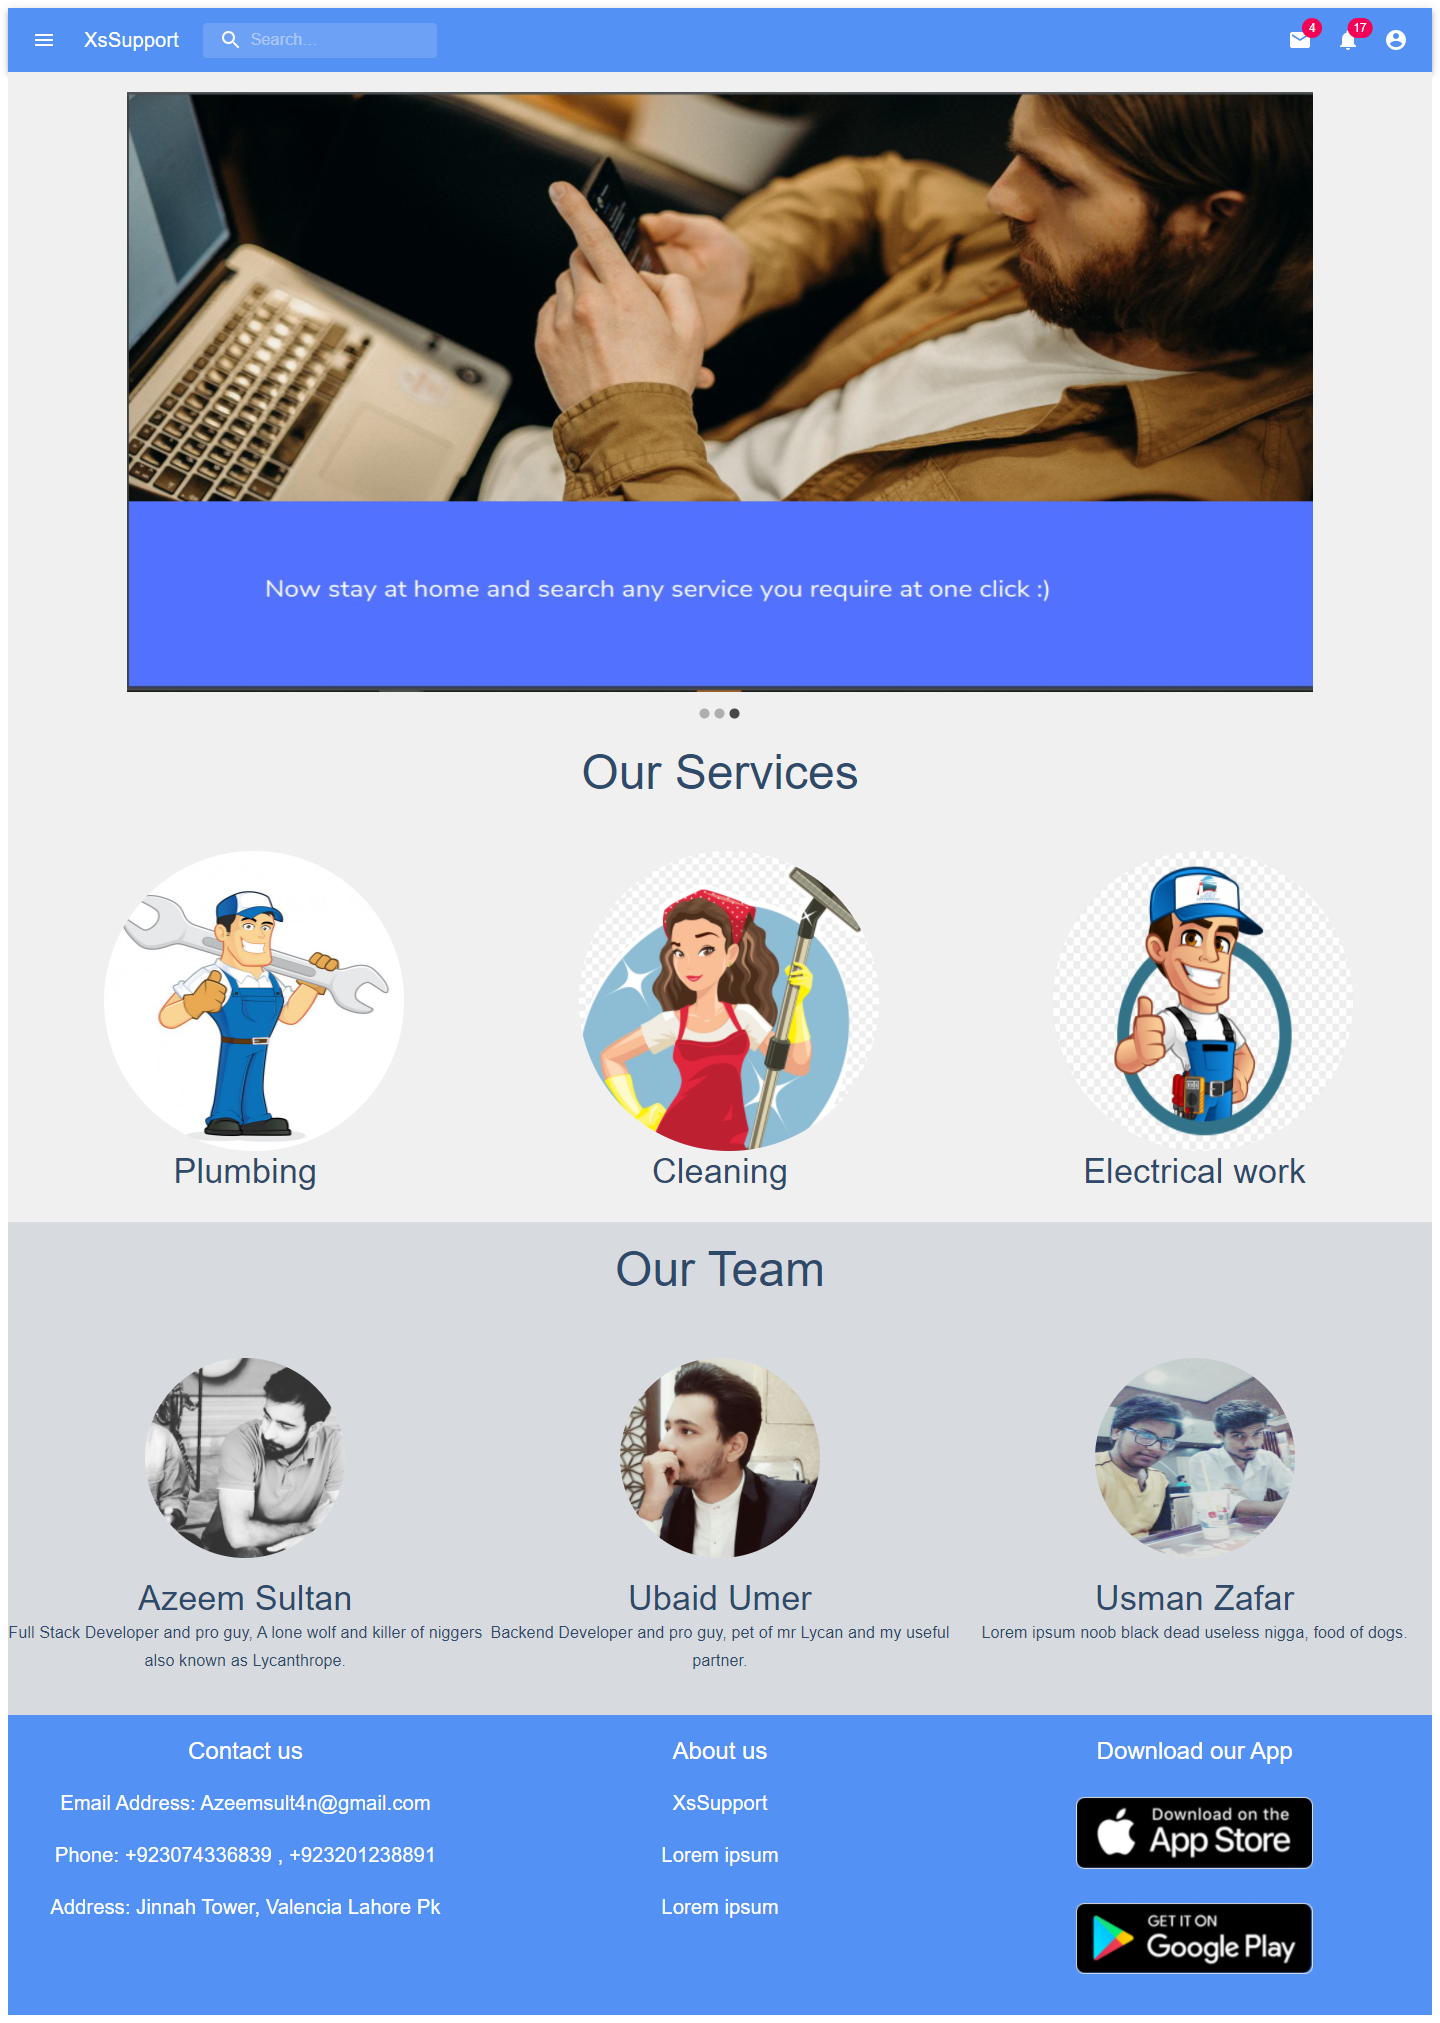 XsSupport
Search…
4
17
Now stay at home and search any service you require at one click :)
Our Services
Plumbing
Cleaning
Electrical work
Our Team
Azeem Sultan
Full Stack Developer and pro guy, A lone wolf and killer of niggers
also known as Lycanthrope.
Ubaid Umer
Backend Developer and pro guy, pet of mr Lycan and my useful
partner.
Usman Zafar
Lorem ipsum noob black dead useless nigga, food of dogs.
Contact us
Email Address: Azeemsult4n@gmail.com
Phone: +923074336839 , +923201238891
Address: Jinnah Tower, Valencia Lahore Pk
About us
XsSupport
Lorem ipsum
Lorem ipsum
Download our App
Download on the
App Store
GET IT ON
Google Play